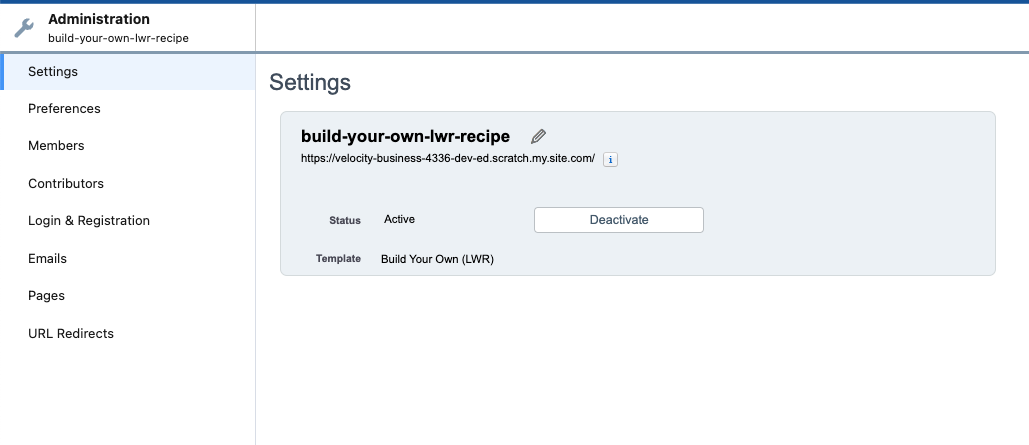 Administration
build-your-own-lwr-recipe
Settings
Preferences
Members
Contributors
Login & Registration
Emails
Pages
URL Redirects
Settings
build-your-own-lwr-recipe
https://velocity-business-4336-dev-ed.scratch.my.site.com/ i
Status Active Deactivate
Template Build Your Own (LWR)